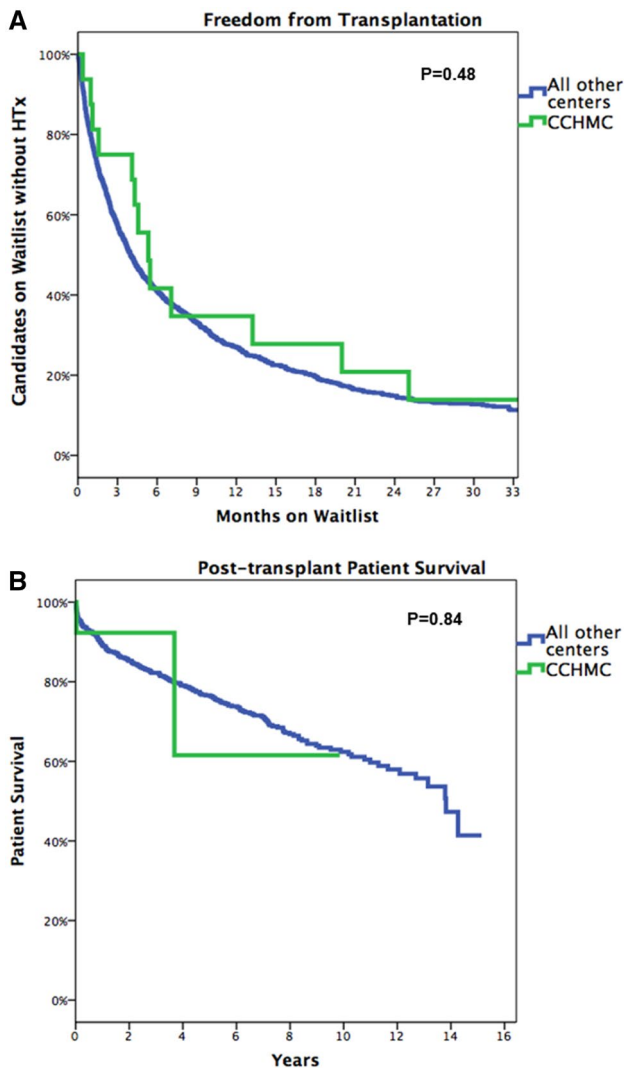 A
Freedom from Transplantation
Candidates on Waitlist without HTx
100%
80%
60%
40%
20%
0%
P=0.48
All other
centers
CCHMC
0 3 6 9 12 15 18 21 24 27 30 33
Months on Waitlist
B
Post-transplant Patient Survival
Patient Survival
100%
80%
60%
40%
20%
0%
P=0.84
All other
centers
CCHMC
0 2 4 6 8 10 12 14 16
Years